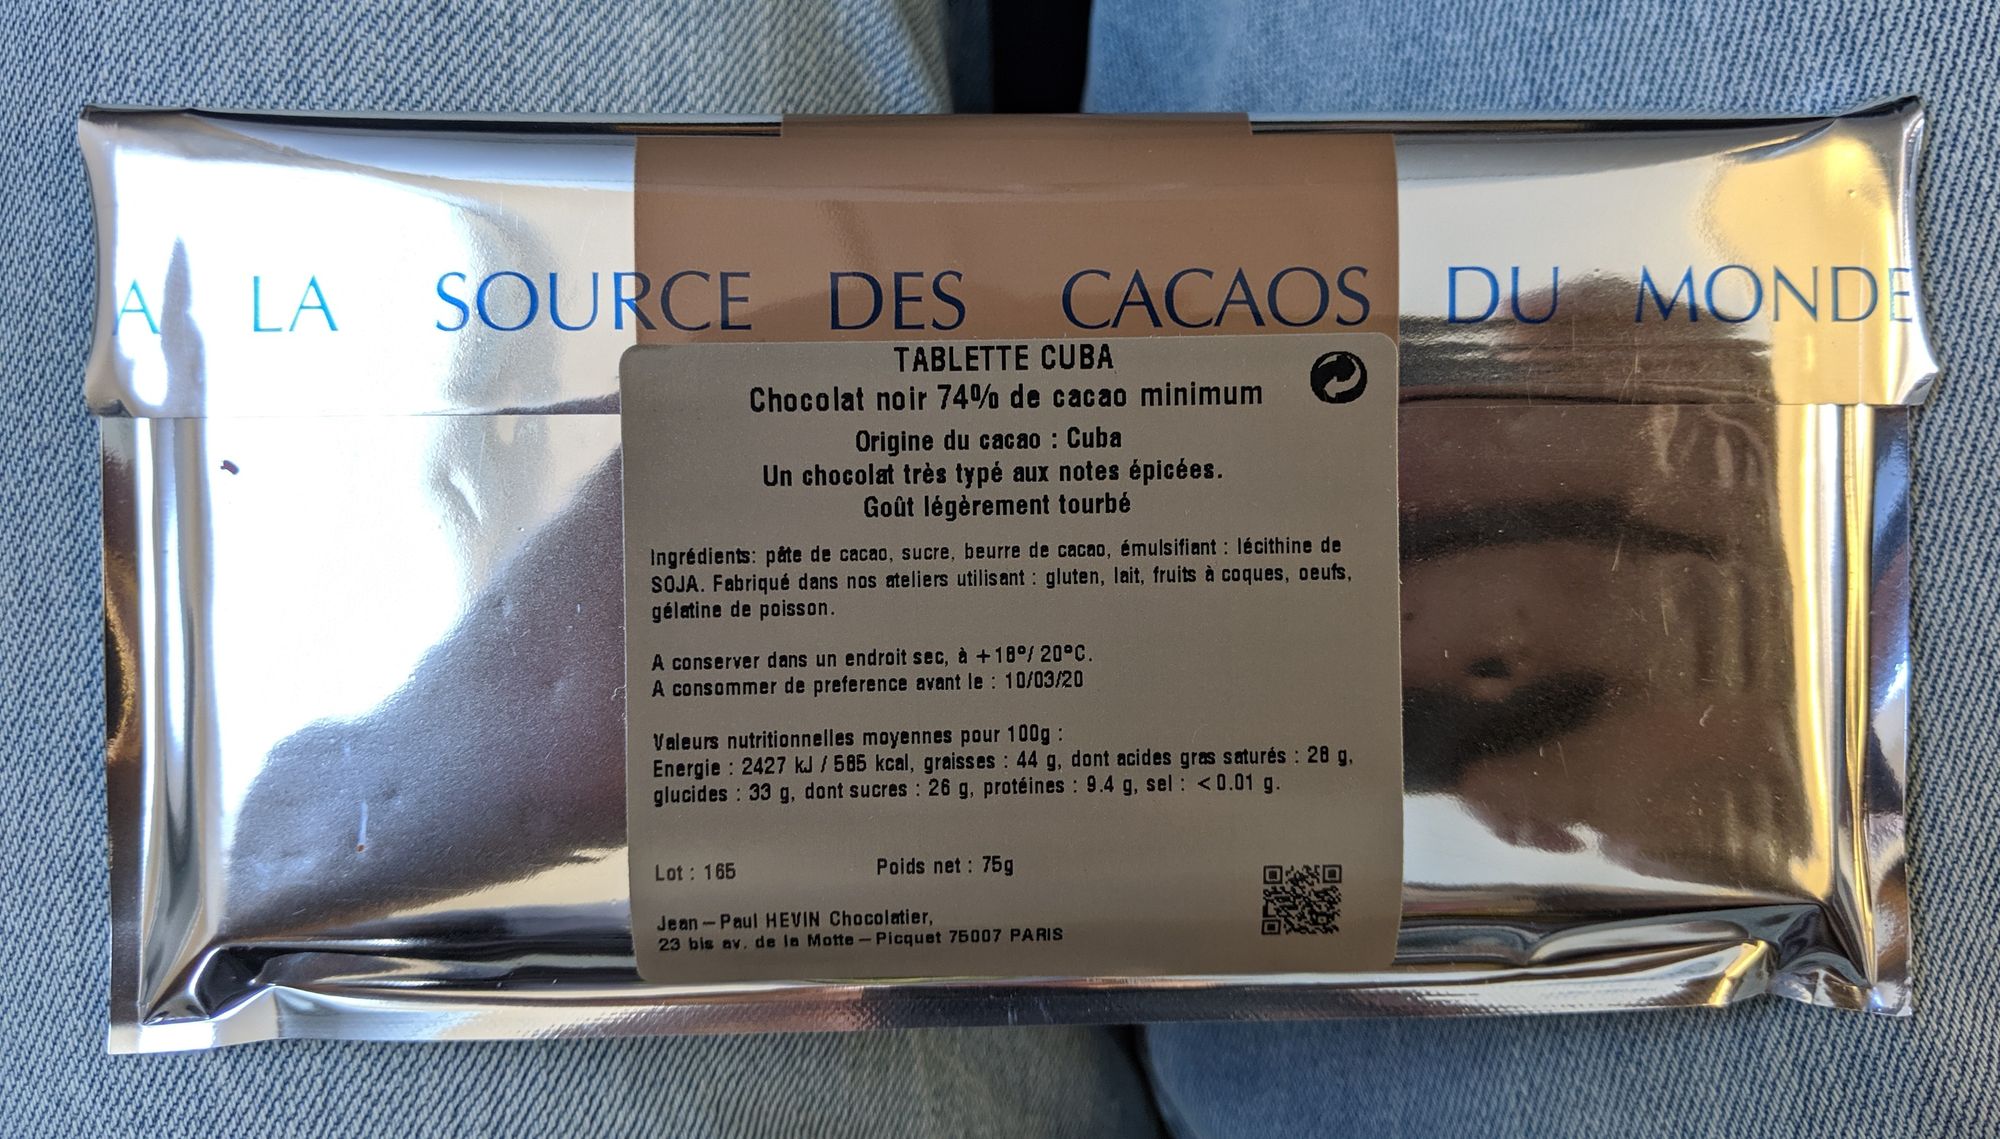 A LA SOURCE DES CACAOS DU MONDE
TABLETTE CUBA
Chocolat noir 74% de cacao minimum
Origine du cacao : Cuba
Un chocolat très typé aux notes épicées.
Goût légèrement tourbé
Ingrédients: pâte de cacao, sucre, beurre de cacao, émulsifiant : lécithine de
SOJA. Fabriqué dans nos ateliers utilisant : gluten, lait, fruits à coques, oeufs,
gélatine de poisson.
A conserver dans un endroit sec, à +18°/ 20°C.
A consommer de preference avant le : 10/03/20
Valeurs nutritionnelles moyennes pour 100g :
Energie : 2427 kJ / 585 kcal, graisses : 44 g, dont acides gras saturés : 28 g,
glucides : 33 g, dont sucres : 26 g, protéines : 9.4 g, sel : <0.01 g.
Lot : 165 Poids net : 75g
Jean-Paul HEVIN Chocolatier,
23 bis av. de la Motte-Picquet 75007 PARIS